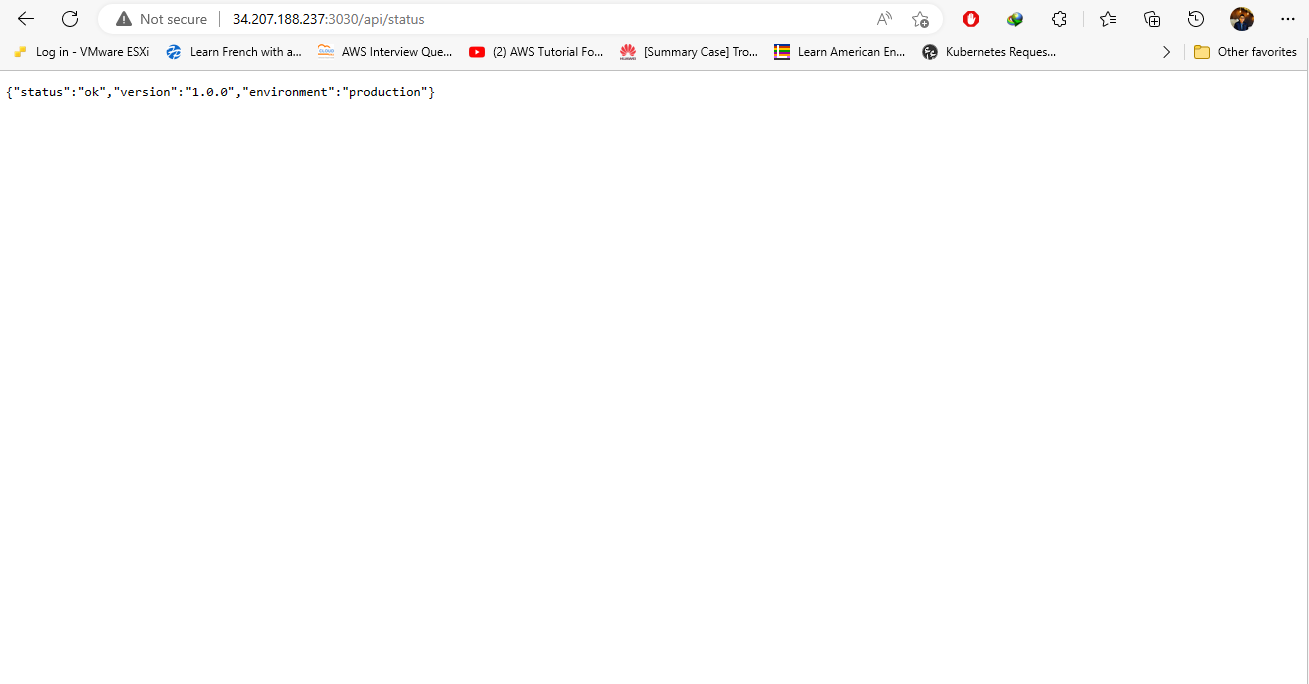 Not secure 34.207.188.237:3030/api/status
Log in - VMware ESXi Learn French with a... AWS Interview Que... (2) AWS Tutorial Fo... [Summary Case] Tro... Learn American En... Kubernetes Reques... Other favorites
{"status":"ok","version":"1.0.0","environment":"production"}